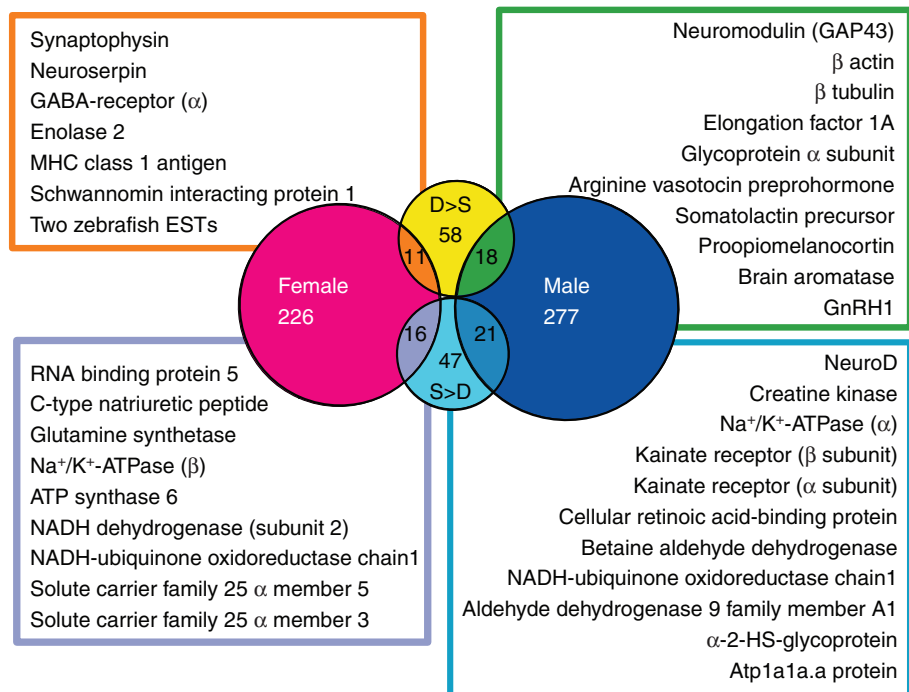 Synaptophysin
Neuroserpin
GABA-receptor (α)
Enolase 2
MHC class 1 antigen
Schwannomin interacting protein 1
Two zebrafish ESTs
Neuromodulin (GAP43)
β actin
β tubulin
Elongation factor 1A
Glycoprotein α subunit
Arginine vasotocin preprohormone
Somatolactin precursor
Proopiomelanocortin
Brain aromatase
GnRH1
D>S
58
11
18
Female
226
Male
277
16
21
47
S>D
RNA binding protein 5
C-type natriuretic peptide
Glutamine synthetase
Na⁺/K⁺-ATPase (β)
ATP synthase 6
NADH dehydrogenase (subunit 2)
NADH-ubiquinone oxidoreductase chain1
Solute carrier family 25 α member 5
Solute carrier family 25 α member 3
NeuroD
Creatine kinase
Na⁺/K⁺-ATPase (α)
Kainate receptor (β subunit)
Kainate receptor (α subunit)
Cellular retinoic acid-binding protein
Betaine aldehyde dehydrogenase
NADH-ubiquinone oxidoreductase chain1
Aldehyde dehydrogenase 9 family member A1
α-2-HS-glycoprotein
Atp1a1a.a protein